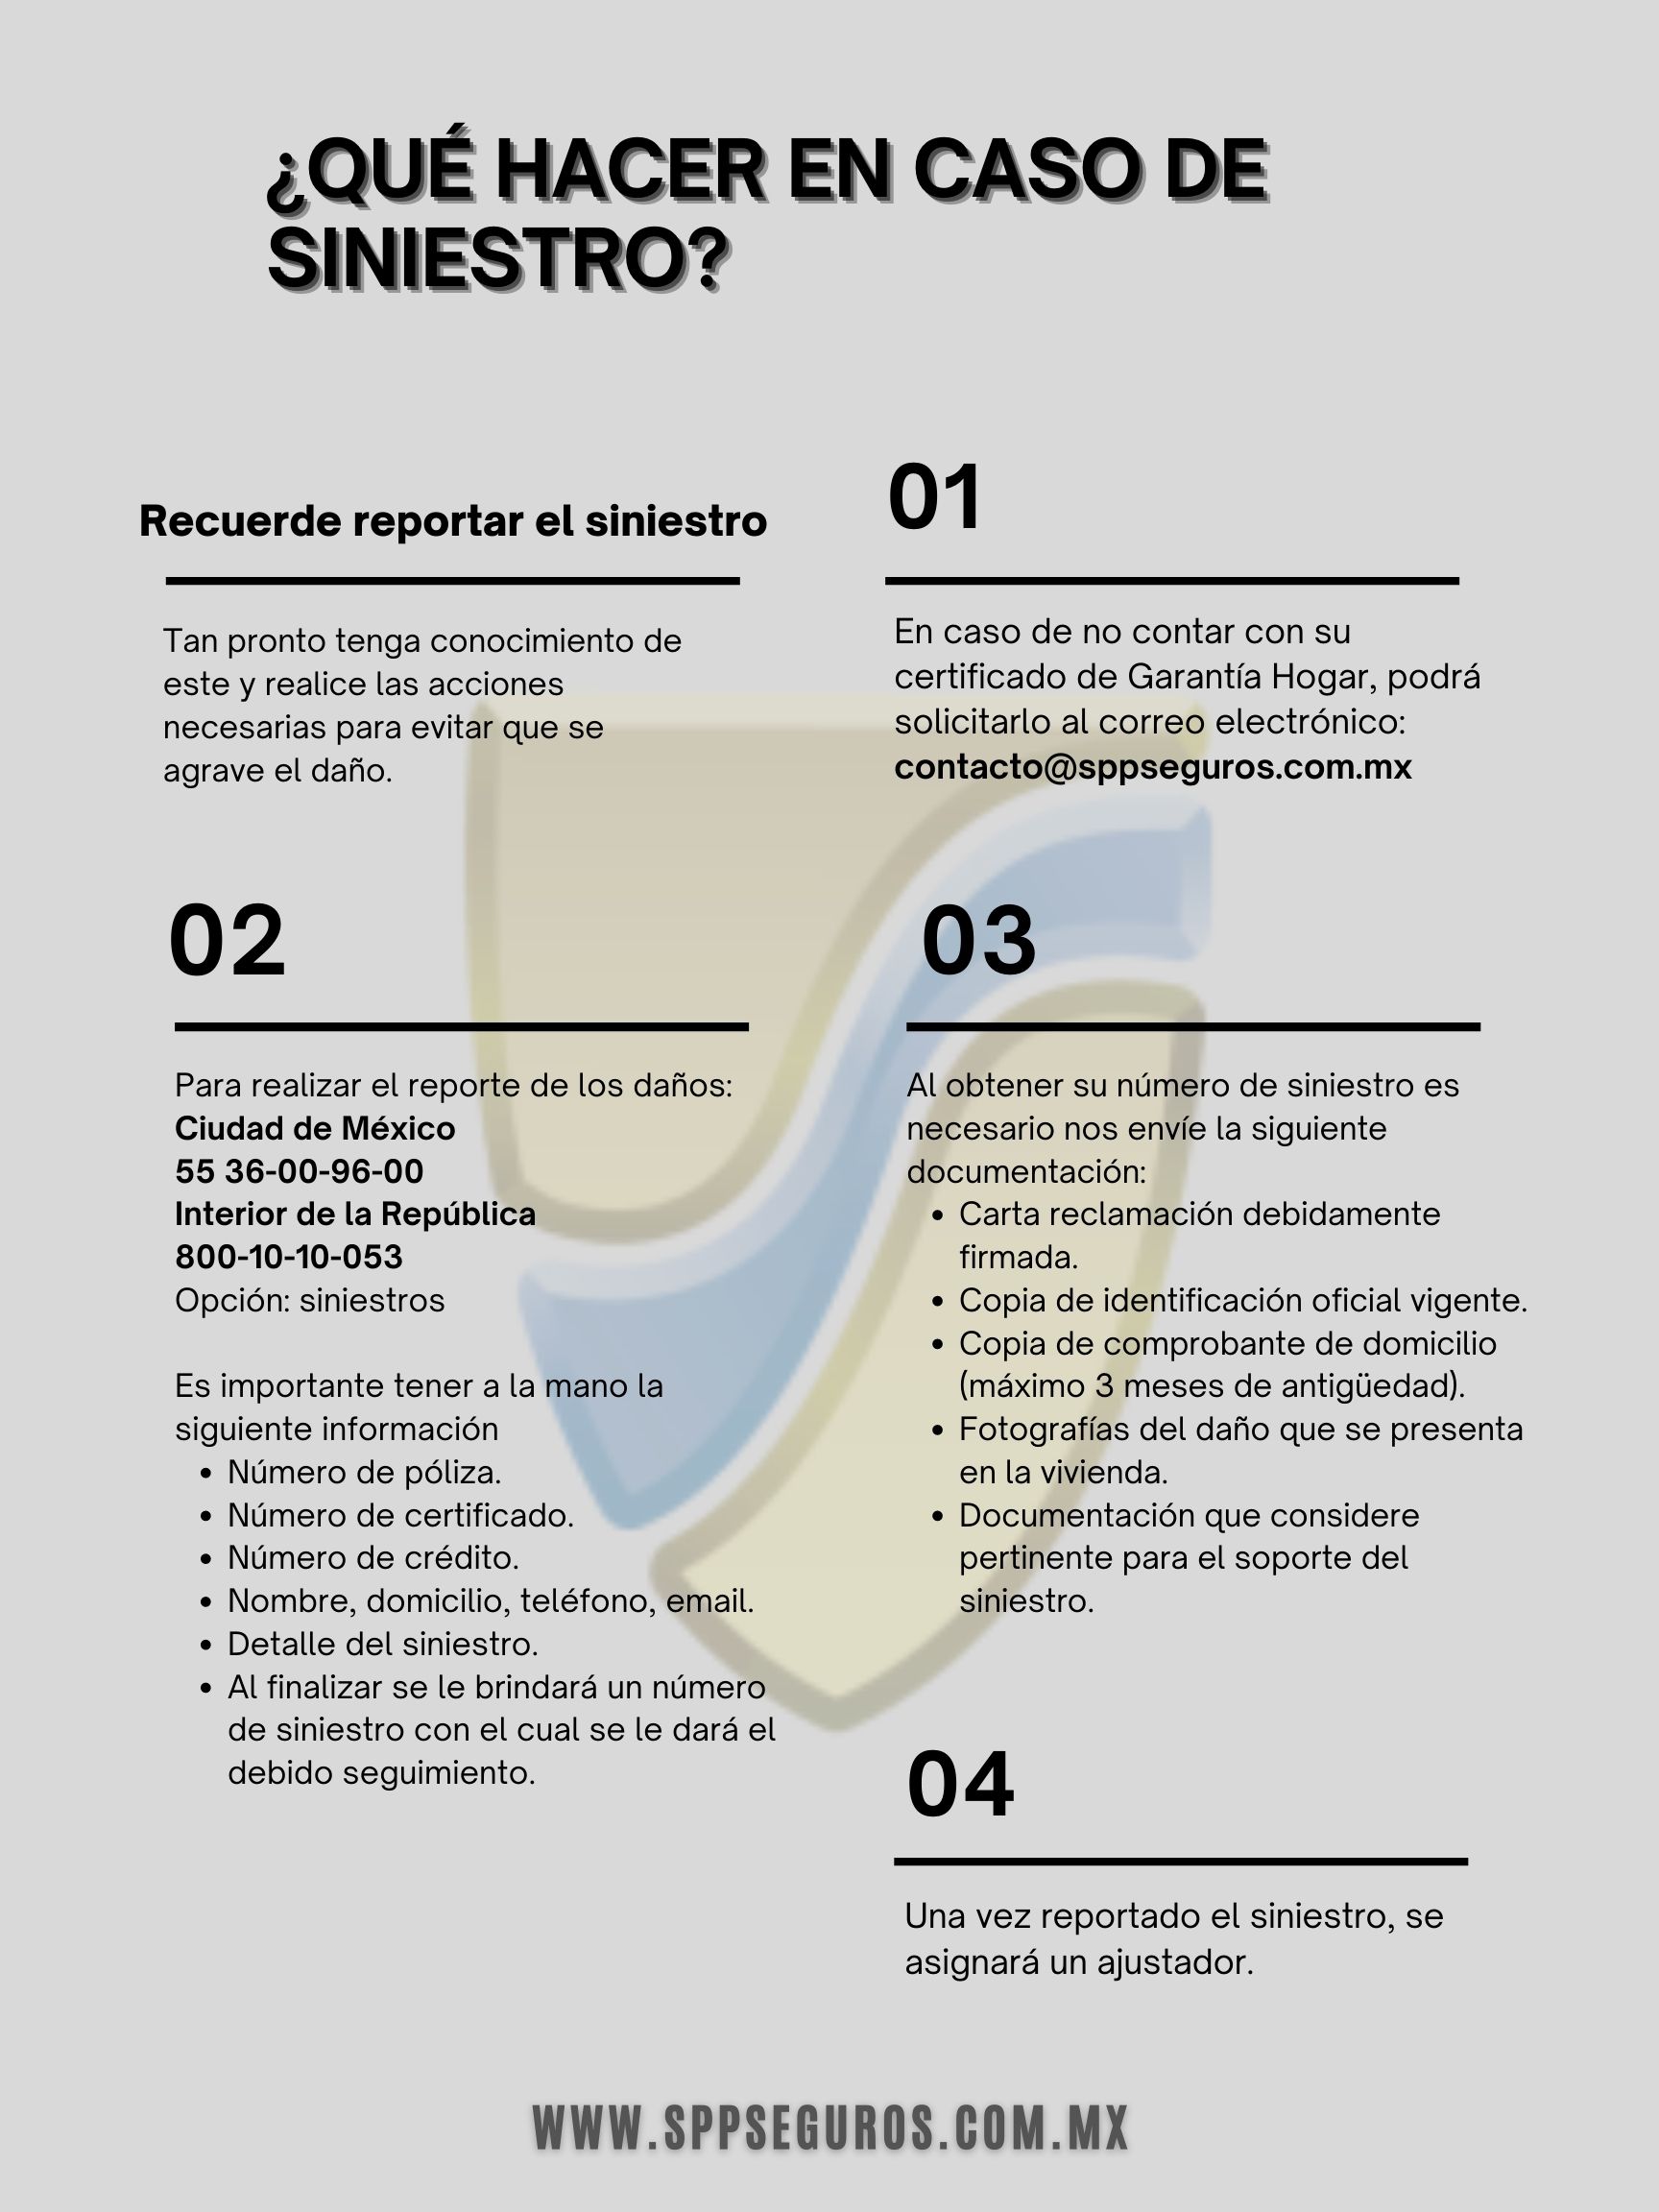 ¿QUÉ HACER EN CASO DE
SINIESTRO?
Recuerde reportar el siniestro
Tan pronto tenga conocimiento de
este y realice las acciones
necesarias para evitar que se
agrave el daño.
01
En caso de no contar con su
certificado de Garantía Hogar, podrá
solicitarlo al correo electrónico:
contacto@sppseguros.com.mx
02
Para realizar el reporte de los daños:
Ciudad de México
55 36-00-96-00
Interior de la República
800-10-10-053
Opción: siniestros
Es importante tener a la mano la
siguiente información
• Número de póliza.
• Número de certificado.
• Número de crédito.
• Nombre, domicilio, teléfono, email.
• Detalle del siniestro.
• Al finalizar se le brindará un número
de siniestro con el cual se le dará el
debido seguimiento.
03
Al obtener su número de siniestro es
necesario nos envíe la siguiente
documentación:
• Carta reclamación debidamente
firmada.
• Copia de identificación oficial vigente.
• Copia de comprobante de domicilio
(máximo 3 meses de antigüedad).
• Fotografías del daño que se presenta
en la vivienda.
• Documentación que considere
pertinente para el soporte del
siniestro.
04
Una vez reportado el siniestro, se
asignará un ajustador.
WWW.SPPSEGUROS.COM.MX